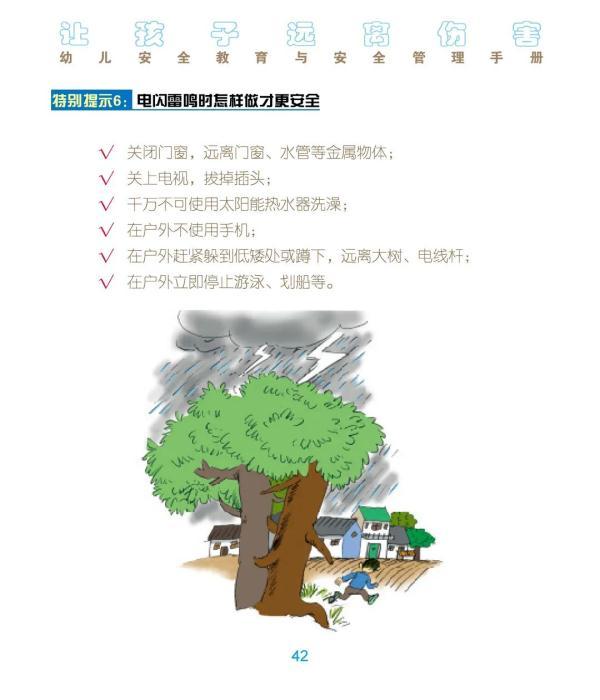 让孩子远离伤害
幼儿安全教育与安全管理手册
特别提示6：电闪雷鸣时怎样做才更安全
√ 关闭门窗，远离门窗、水管等金属物体；
√ 关上电视，拔掉插头；
√ 千万不可使用太阳能热水器洗澡；
√ 在户外不使用手机；
√ 在户外赶紧躲到低矮处或蹲下，远离大树、电线杆；
√ 在户外立即停止游泳、划船等。
42